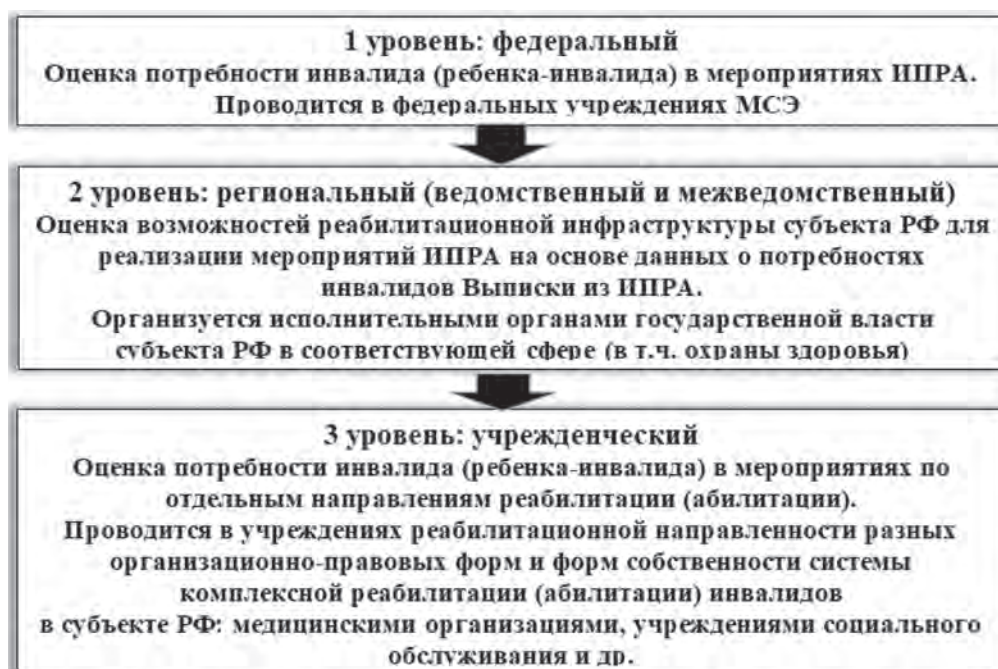 1 уровень: федеральный
Оценка потребности инвалида (ребенка-инвалида) в мероприятиях ИПРА.
Проводится в федеральных учреждениях МСЭ
2 уровень: региональный (ведомственный и межведомственный)
Оценка возможностей реабилитационной инфраструктуры субъекта РФ для
реализации мероприятий ИПРА на основе данных о потребностях
инвалидов Выписки из ИПРА.
Организуется исполнительными органами государственной власти
субъекта РФ в соответствующей сфере (в т.ч. охраны здоровья)
3 уровень: учрежденческий
Оценка потребности инвалида (ребенка-инвалида) в мероприятиях по
отдельным направлениям реабилитации (абилитации).
Проводится в учреждениях реабилитационной направленности разных
организационно-правовых форм и форм собственности системы
комплексной реабилитации (абилитации) инвалидов
в субъекте РФ: медицинскими организациями, учреждениями социального
обслуживания и др.